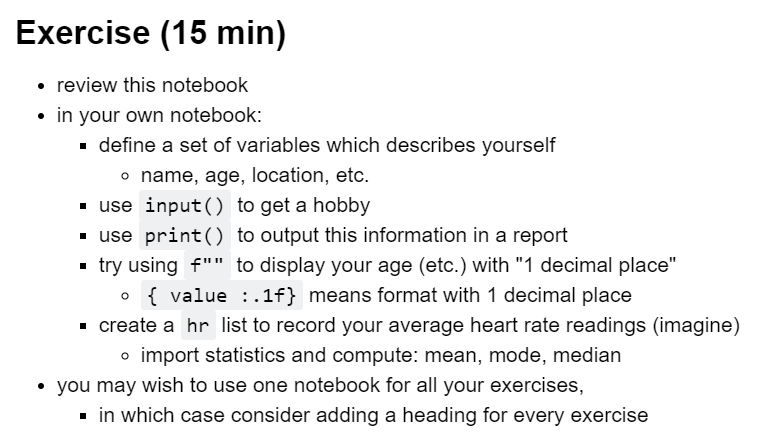 Exercise (15 min)
review this notebook
in your own notebook:
define a set of variables which describes yourself
name, age, location, etc.
use input() to get a hobby
use print() to output this information in a report
try using f"" to display your age (etc.) with "1 decimal place"
{ value :.1f} means format with 1 decimal place
create a hr list to record your average heart rate readings (imagine)
import statistics and compute: mean, mode, median
you may wish to use one notebook for all your exercises,
in which case consider adding a heading for every exercise